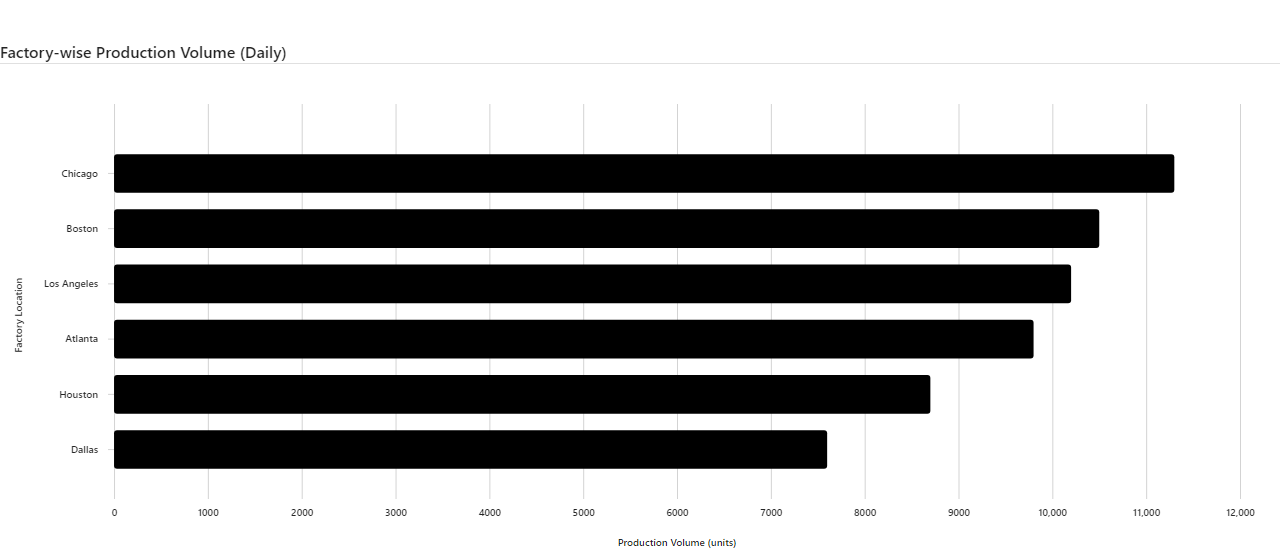 Factory-wise Production Volume (Daily)
Chicago
Boston
Los Angeles
Atlanta
Houston
Dallas
Factory Location
0 1000 2000 3000 4000 5000 6000 7000 8000 9000 10,000 11,000 12,000
Production Volume (units)